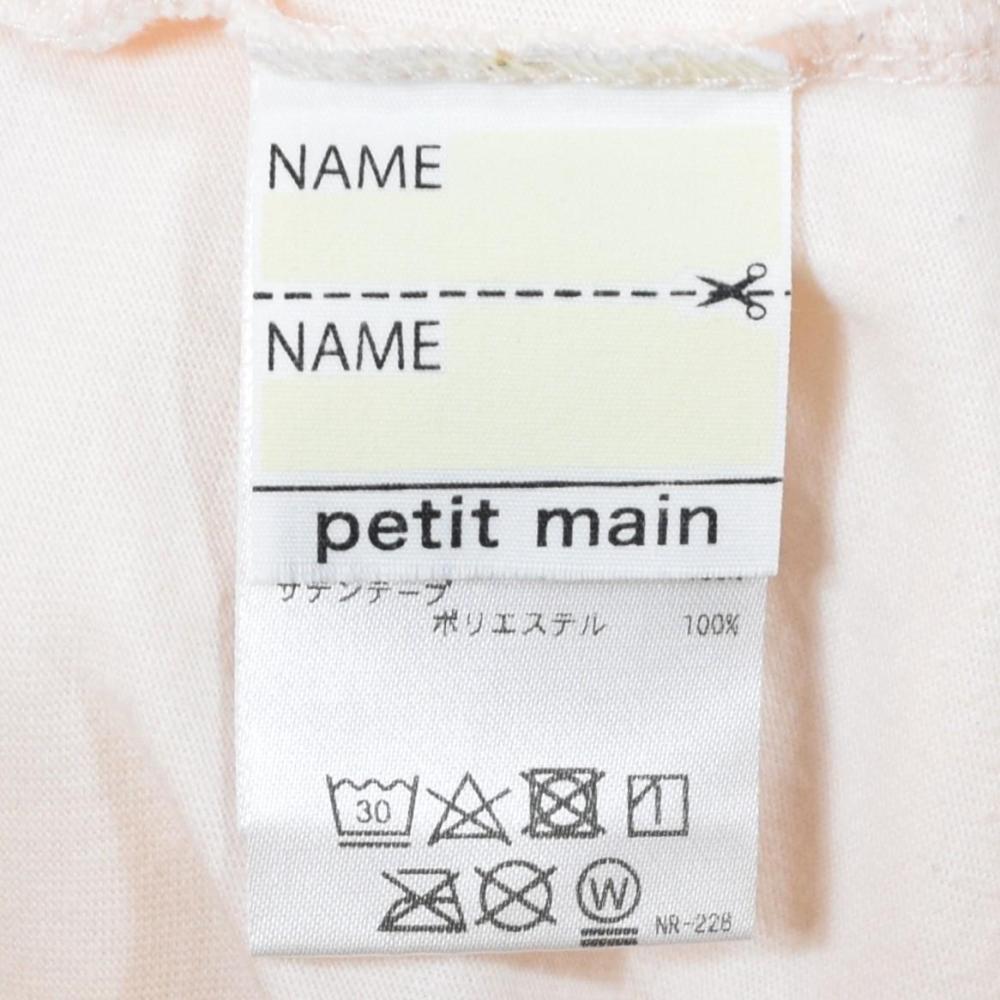 NAME
NAME
petit main
サテンテープ
ポリエステル 100%
30
W
NR-228